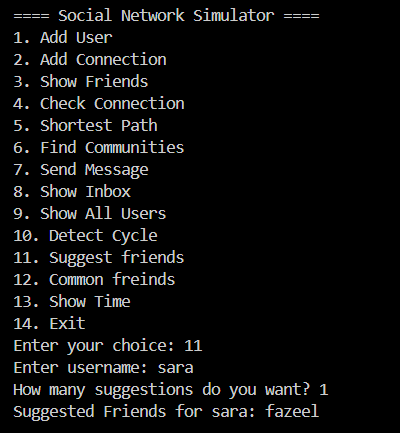 ==== Social Network Simulator ====
1. Add User
2. Add Connection
3. Show Friends
4. Check Connection
5. Shortest Path
6. Find Communities
7. Send Message
8. Show Inbox
9. Show All Users
10. Detect Cycle
11. Suggest friends
12. Common freinds
13. Show Time
14. Exit
Enter your choice: 11
Enter username: sara
How many suggestions do you want? 1
Suggested Friends for sara: fazeel